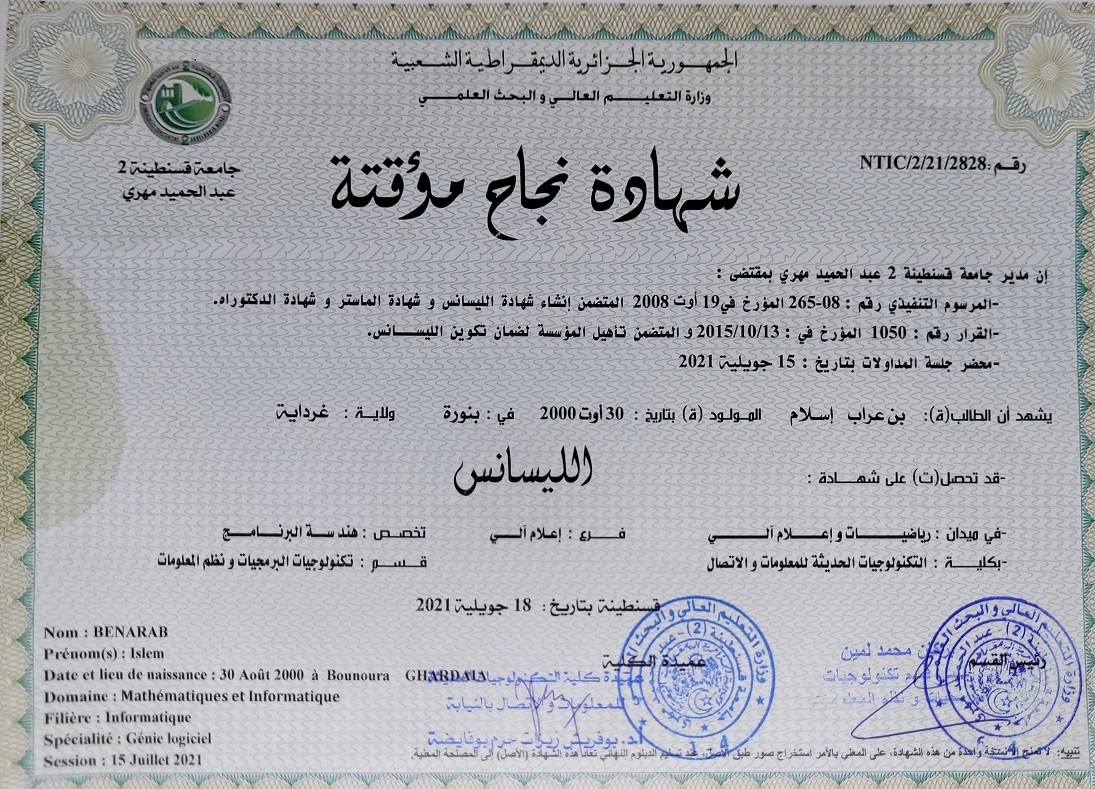 الجمهورية الجزائرية الديمقراطية الشعبية
وزارة التعليم العالي و البحث العلمي
جامعة قسنطينة 2
عبد الحميد مهري
رقم :NTIC/2/21/2828
شهادة نجاح مؤقتة
إن مدير جامعة قسنطينة 2 عبد الحميد مهري بمقتضى :
-المرسوم التنفيذي رقم : 08-265 المؤرخ في19 أوت 2008 المتضمن إنشاء شهادة الليسانس و شهادة الماستر و شهادة الدكتوراه.
-القرار رقم : 1050 المؤرخ في : 2015/10/13 و المتضمن تأهيل المؤسسة لضمان تكوين الليسانس.
-محضر جلسة المداولات بتاريخ : 15 جويلية 2021
يشهد أن الطالب(ة): بن عراب إسلام المولود (ة) بتاريخ : 30 أوت 2000 في : بنورة ولاية : غرداية
-قد تحصل(ت) على شهادة :
الليسانس
-في ميدان : رياضيات و إعلام آلي فرع : إعلام آلي تخصص : هندسة البرنامج
-بكلية : التكنولوجيات الحديثة للمعلومات و الاتصال قسم : تكنولوجيات البرمجيات و نظم المعلومات
قسنطينة بتاريخ : 18 جويلية 2021
عميدة الكلية
رئيس القسم
Nom : BENARAB
Prénom(s) : Islem
Date et lieu de naissance : 30 Août 2000 à Bounoura GHARDAIA
Domaine : Mathématiques et Informatique
Filière : Informatique
Spécialité : Génie logiciel
Session : 15 Juillet 2021
محمد لمين
تكنولوجيات
كلية التكنولوجيات
للمعلومات و الاتصال بالنيابة
تنبيه: لا تمنح إلا نسخة واحدة من هذه الشهادة، على المعني بالأمر استخراج صور طبق الأصل، عند تسليم الدبلوم النهائي تعاد هذه الشهادة (الأصل) إلى المصلحة المعنية.